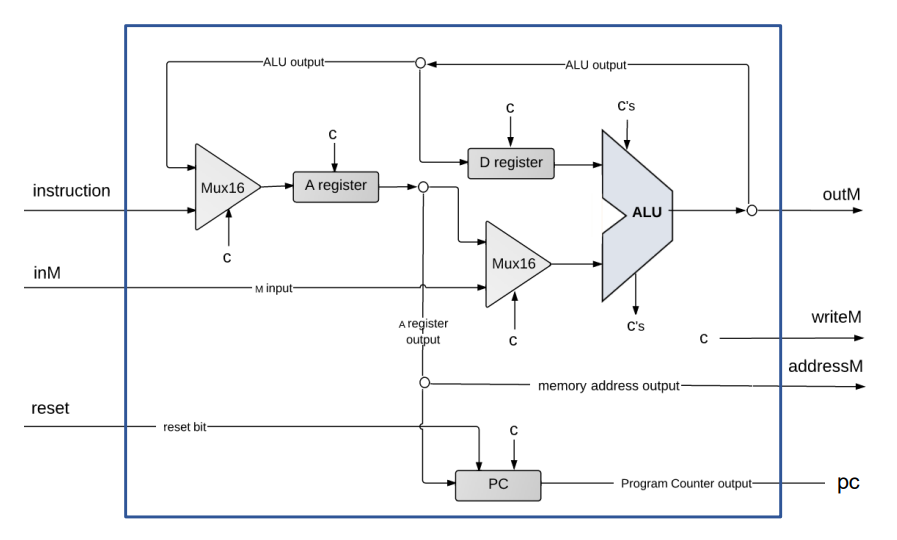 ALU output
ALU output
c
c's
c
D register
Mux16
A register
instruction
ALU
outM
c
Mux16
inM
M input
A register
output
c
c's
c
writeM
addressM
memory address output
reset
reset bit
c
PC
Program Counter output
pc